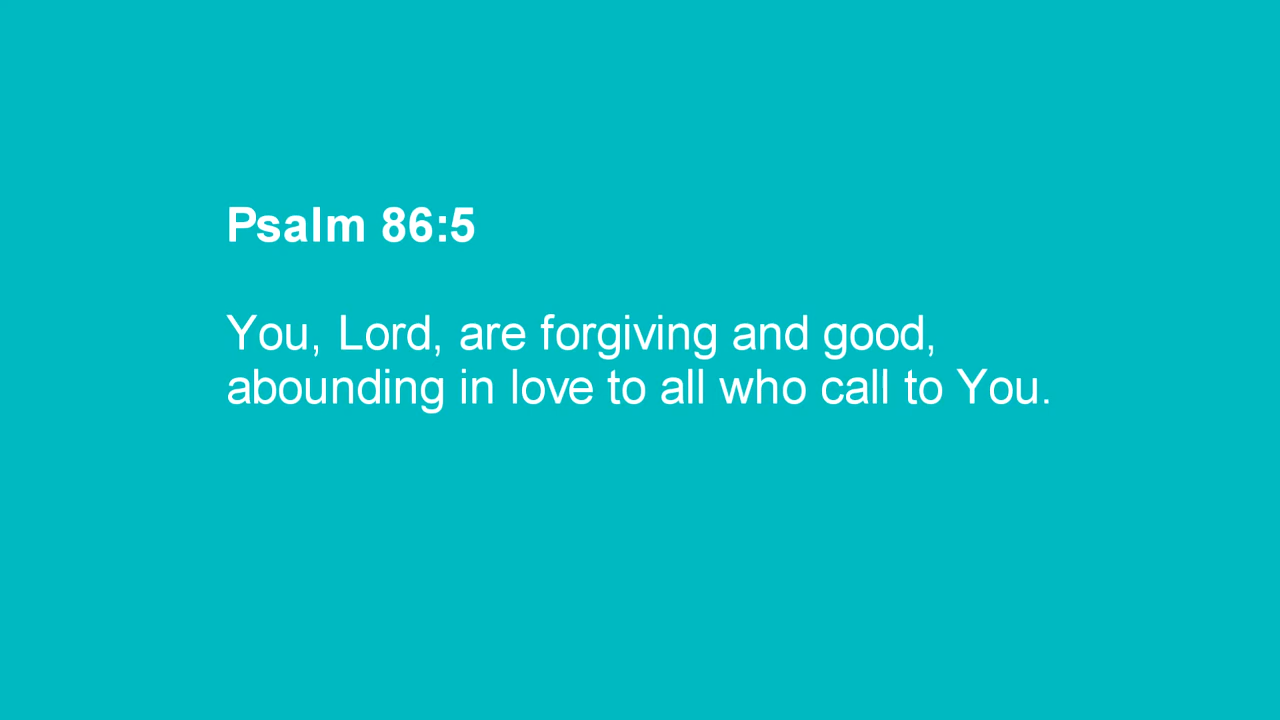 Psalm 86:5
You, Lord, are forgiving and good,
abounding in love to all who call to You.